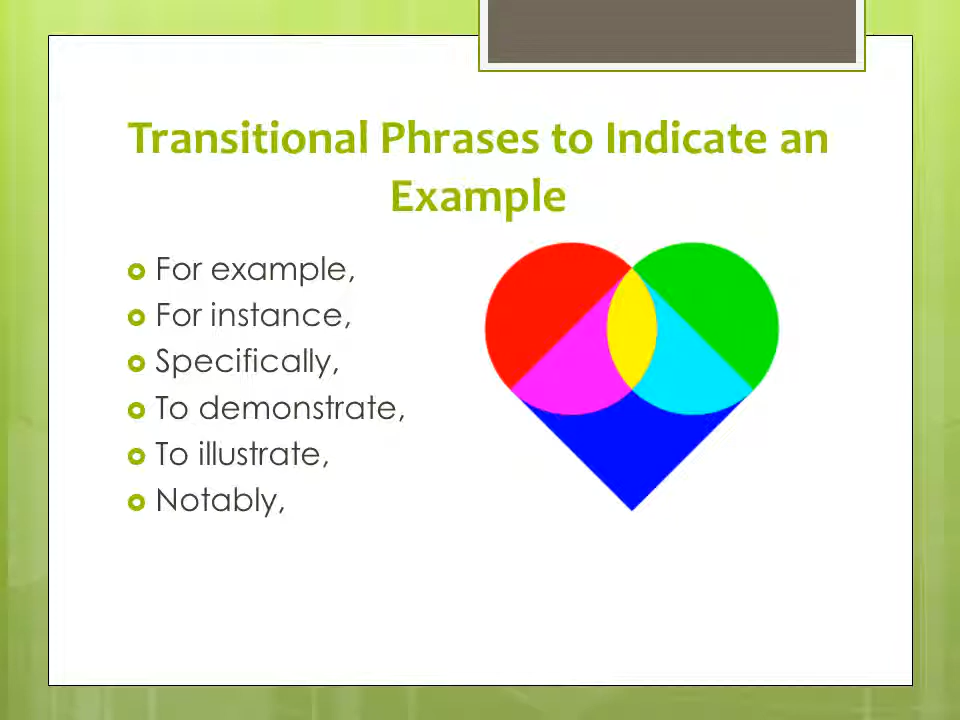 Transitional Phrases to Indicate an
Example
For example,
For instance,
Specifically,
To demonstrate,
To illustrate,
Notably,